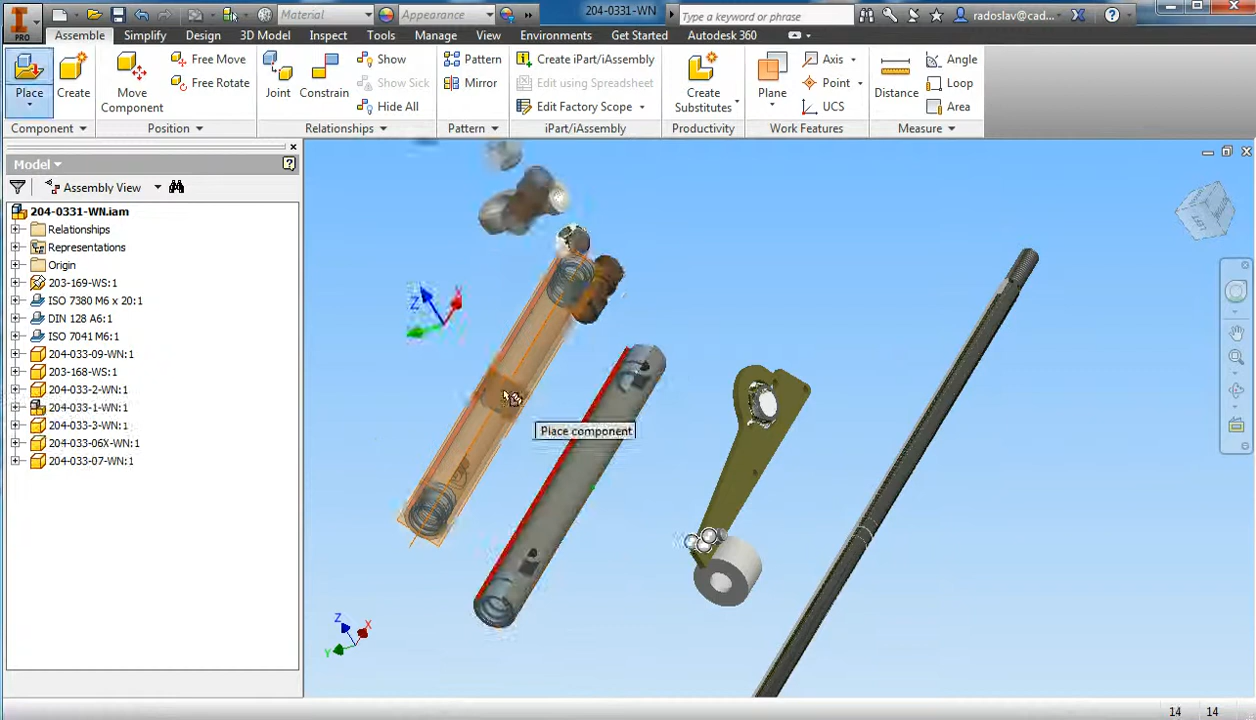 Material
Appearance
204-0331-WN
Type a keyword or phrase
radoslav@cad...
PRO
Assemble
Simplify
Design
3D Model
Inspect
Tools
Manage
View
Environments
Get Started
Autodesk 360
Place
Create
Move
Component
Free Move
Free Rotate
Joint
Constrain
Show
Show Sick
Hide All
Pattern
Mirror
Create iPart/iAssembly
Edit using Spreadsheet
Edit Factory Scope
Create
Substitutes
Plane
Axis
Point
UCS
Distance
Angle
Loop
Area
Component
Position
Relationships
Pattern
iPart/iAssembly
Productivity
Work Features
Measure
Model
Assembly View
204-0331-WN.iam
Relationships
Representations
Origin
203-169-WS:1
ISO 7380 M6 x 20:1
DIN 128 A6:1
ISO 7041 M6:1
204-033-09-WN:1
203-168-WS:1
204-033-2-WN:1
204-033-1-WN:1
204-033-3-WN:1
204-033-06X-WN:1
204-033-07-WN:1
Z
X
Place component
Z
X
Y
14
14